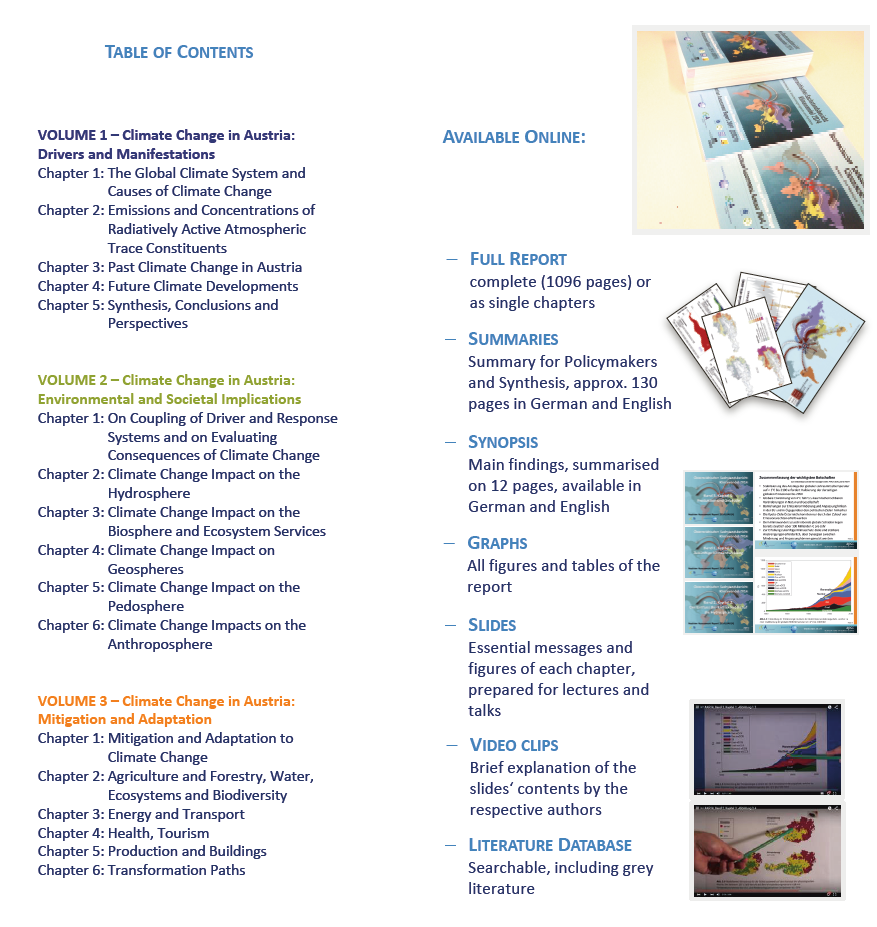 TABLE OF CONTENTS
VOLUME 1 – Climate Change in Austria:
Drivers and Manifestations
Chapter 1: The Global Climate System and
Causes of Climate Change
Chapter 2: Emissions and Concentrations of
Radiatively Active Atmospheric
Trace Constituents
Chapter 3: Past Climate Change in Austria
Chapter 4: Future Climate Developments
Chapter 5: Synthesis, Conclusions and
Perspectives
VOLUME 2 – Climate Change in Austria:
Environmental and Societal Implications
Chapter 1: On Coupling of Driver and Response
Systems and on Evaluating
Consequences of Climate Change
Chapter 2: Climate Change Impact on the
Hydrosphere
Chapter 3: Climate Change Impact on the
Biosphere and Ecosystem Services
Chapter 4: Climate Change Impact on
Geospheres
Chapter 5: Climate Change Impact on the
Pedosphere
Chapter 6: Climate Change Impacts on the
Anthroposphere
VOLUME 3 – Climate Change in Austria:
Mitigation and Adaptation
Chapter 1: Mitigation and Adaptation to
Climate Change
Chapter 2: Agriculture and Forestry, Water,
Ecosystems and Biodiversity
Chapter 3: Energy and Transport
Chapter 4: Health, Tourism
Chapter 5: Production and Buildings
Chapter 6: Transformation Paths
AVAILABLE ONLINE:
– FULL REPORT
complete (1096 pages) or
as single chapters
– SUMMARIES
Summary for Policymakers
and Synthesis, approx. 130
pages in German and English
– SYNOPSIS
Main findings, summarised
on 12 pages, available in
German and English
– GRAPHS
All figures and tables of the
report
– SLIDES
Essential messages and
figures of each chapter,
prepared for lectures and
talks
– VIDEO CLIPS
Brief explanation of the
slides‘ contents by the
respective authors
– LITERATURE DATABASE
Searchable, including grey
literature
Zusammenfassung der wichtigsten Botschaften